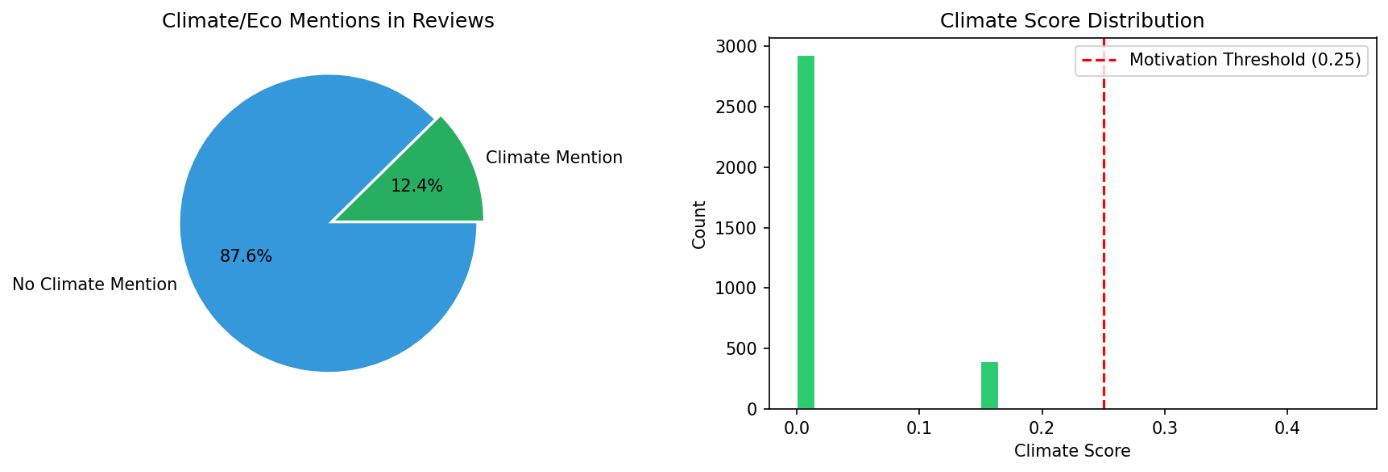 Climate/Eco Mentions in Reviews
Climate Mention
12.4%
87.6%
No Climate Mention
Climate Score Distribution
Motivation Threshold (0.25)
3000
2500
2000
1500
1000
500
0
Count
0.0 0.1 0.2 0.3 0.4
Climate Score